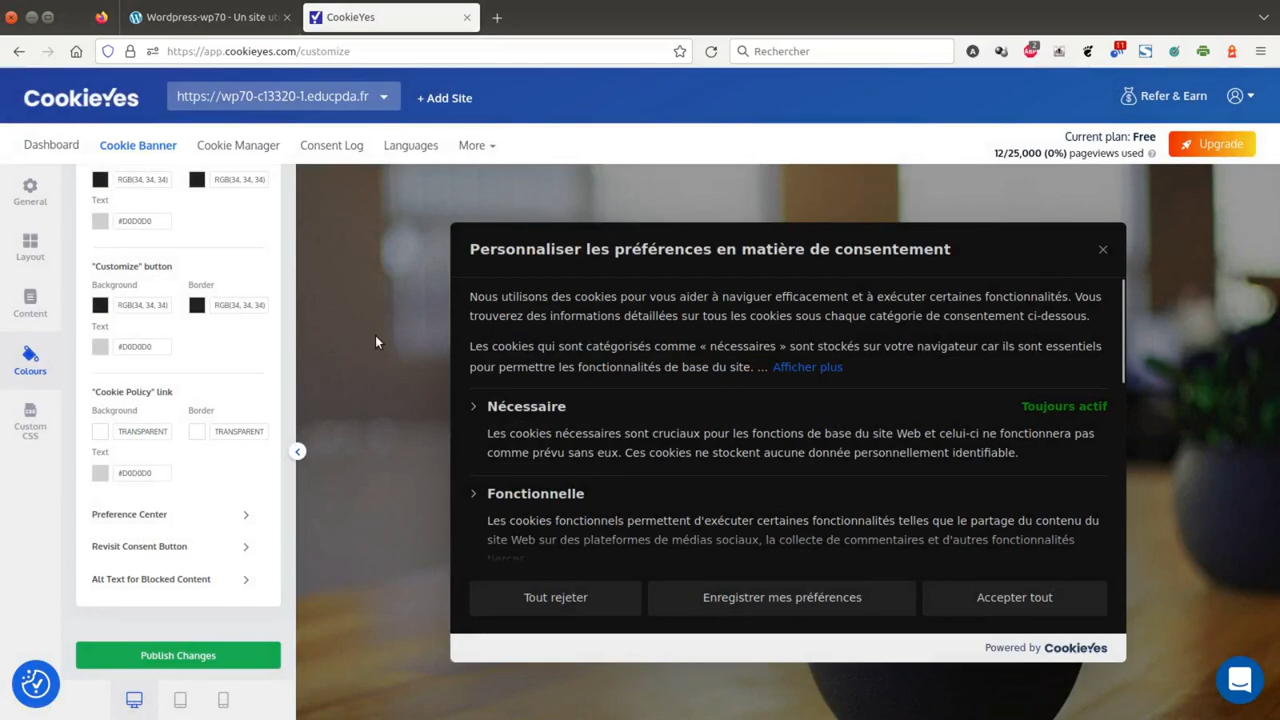 Wordpress-wp70 - Un site uti
CookieYes
https://app.cookieyes.com/customize
Rechercher
2
11
CookieYes
https://wp70-c13320-1.educpda.fr
+ Add Site
Refer & Earn
Dashboard
Cookie Banner
Cookie Manager
Consent Log
Languages
More
Current plan: Free
12/25,000 (0%) pageviews used
Upgrade
General
Layout
Content
Colours
Custom
CSS
RGB(34, 34, 34)
RGB(34, 34, 34)
Text
#D0D0D0
"Customize" button
Background
Border
RGB(34, 34, 34)
RGB(34, 34, 34)
Text
#D0D0D0
"Cookie Policy" link
Background
Border
TRANSPARENT
TRANSPARENT
Text
#D0D0D0
Preference Center
Revisit Consent Button
Alt Text for Blocked Content
Publish Changes
Personnaliser les préférences en matière de consentement
Nous utilisons des cookies pour vous aider à naviguer efficacement et à exécuter certaines fonctionnalités. Vous
trouverez des informations détaillées sur tous les cookies sous chaque catégorie de consentement ci-dessous.
Les cookies qui sont catégorisés comme « nécessaires » sont stockés sur votre navigateur car ils sont essentiels
pour permettre les fonctionnalités de base du site. ... Afficher plus
Nécessaire
Toujours actif
Les cookies nécessaires sont cruciaux pour les fonctions de base du site Web et celui-ci ne fonctionnera pas
comme prévu sans eux. Ces cookies ne stockent aucune donnée personnellement identifiable.
Fonctionnelle
Les cookies fonctionnels permettent d'exécuter certaines fonctionnalités telles que le partage du contenu du
site Web sur des plateformes de médias sociaux, la collecte de commentaires et d'autres fonctionnalités
tierces.
Tout rejeter
Enregistrer mes préférences
Accepter tout
Powered by CookieYes